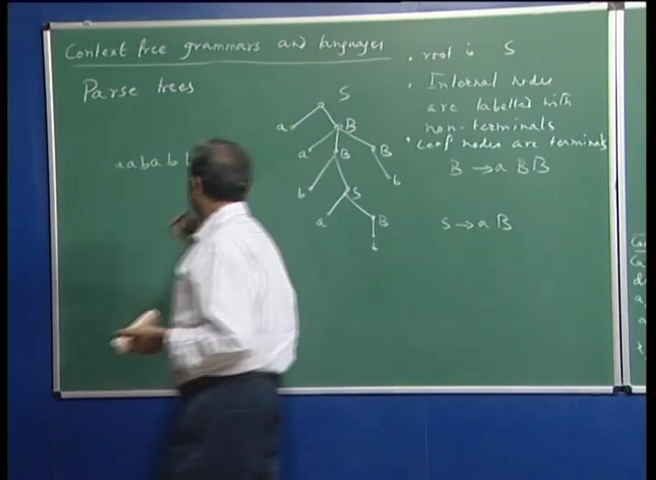 Context free grammars and languages
Parse trees
aabab b
S
a
B
a
B
B
b
S
b
a
B
b
. root is S
. Internal nodes
are labelled with
non-terminals
. Leaf nodes are terminals
B → a B B
S → a B